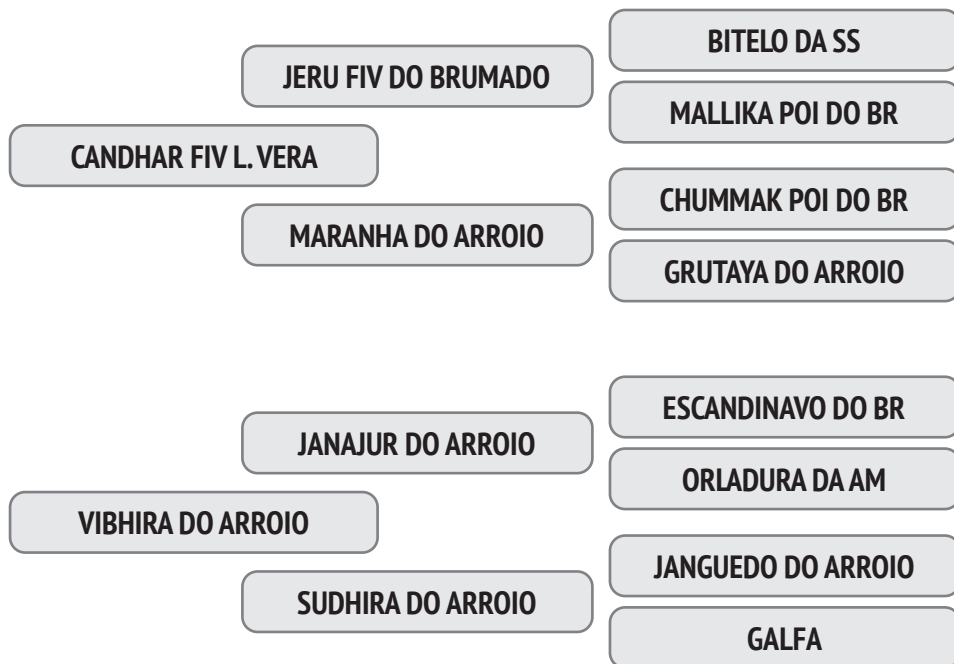 BITELO DA SS
JERU FIV DO BRUMADO
MALLIKA POI DO BR
CANDHAR FIV L. VERA
CHUMMAK POI DO BR
MARANHA DO ARROIO
GRUTAYA DO ARROIO
ESCANDINAVO DO BR
JANAJUR DO ARROIO
ORLADURA DA AM
VIBHIRA DO ARROIO
JANGUEDO DO ARROIO
SUDHIRA DO ARROIO
GALFA